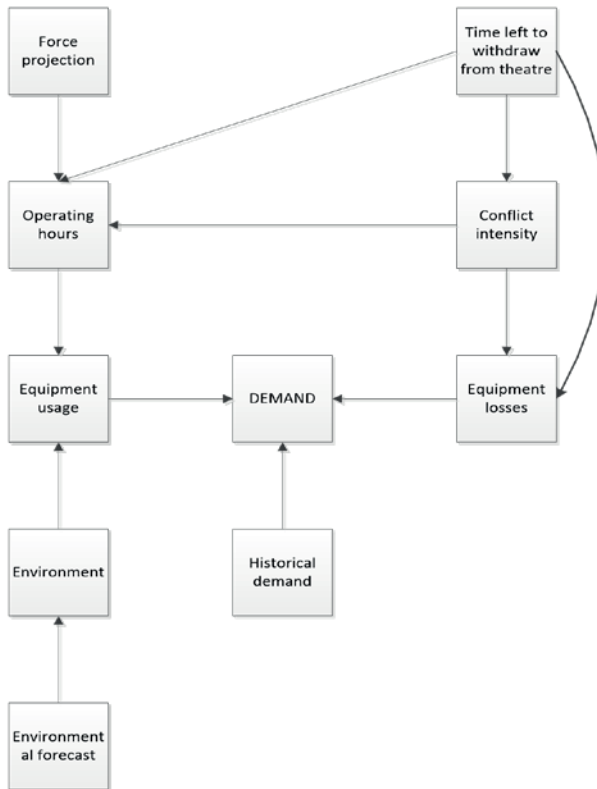 Force
projection
Time left to
withdraw
from theatre
Operating
hours
Conflict
intensity
Equipment
usage
DEMAND
Equipment
losses
Environment
Historical
demand
Environment
al forecast